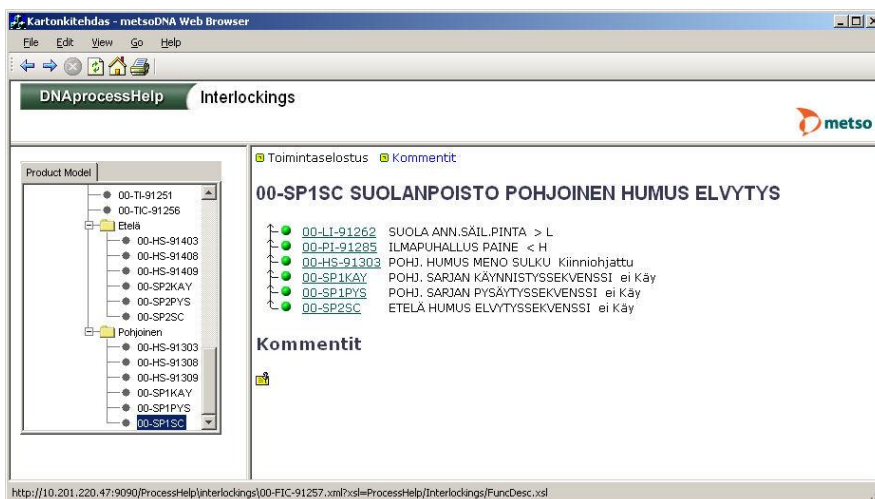 Kartonkitehdas - metsoDNA Web Browser
File Edit View Go Help
DNAprocessHelp Interlockings
metso
Product Model
00-TI-91251
00-TIC-91256
Etelä
00-HS-91403
00-HS-91408
00-HS-91409
00-SP2KAY
00-SP2PYS
00-SP2SC
Pohjoinen
00-HS-91303
00-HS-91308
00-HS-91309
00-SP1KAY
00-SP1PYS
00-SP1SC
Toimintaselostus Kommentit
00-SP1SC SUOLANPOISTO POHJOINEN HUMUS ELVYTYS
00-LI-91262 SUOLA ANN.SÄIL.PINTA > L
00-PI-91285 ILMAPUHALLUS PAINE < H
00-HS-91303 POHJ. HUMUS MENO SULKU Kiinniohjattu
00-SP1KAY POHJ. SARJAN KÄYNNISTYSSEKVENSSI ei Käy
00-SP1PYS POHJ. SARJAN PYSÄYTYSSEKVENSSI ei Käy
00-SP2SC ETELÄ HUMUS ELVYTYSSEKVENSSI ei Käy
Kommentit
http://10.201.220.47:9090/ProcessHelp\interlockings\00-FIC-91257.xml?xsl=ProcessHelp/Interlockings/FuncDesc.xsl